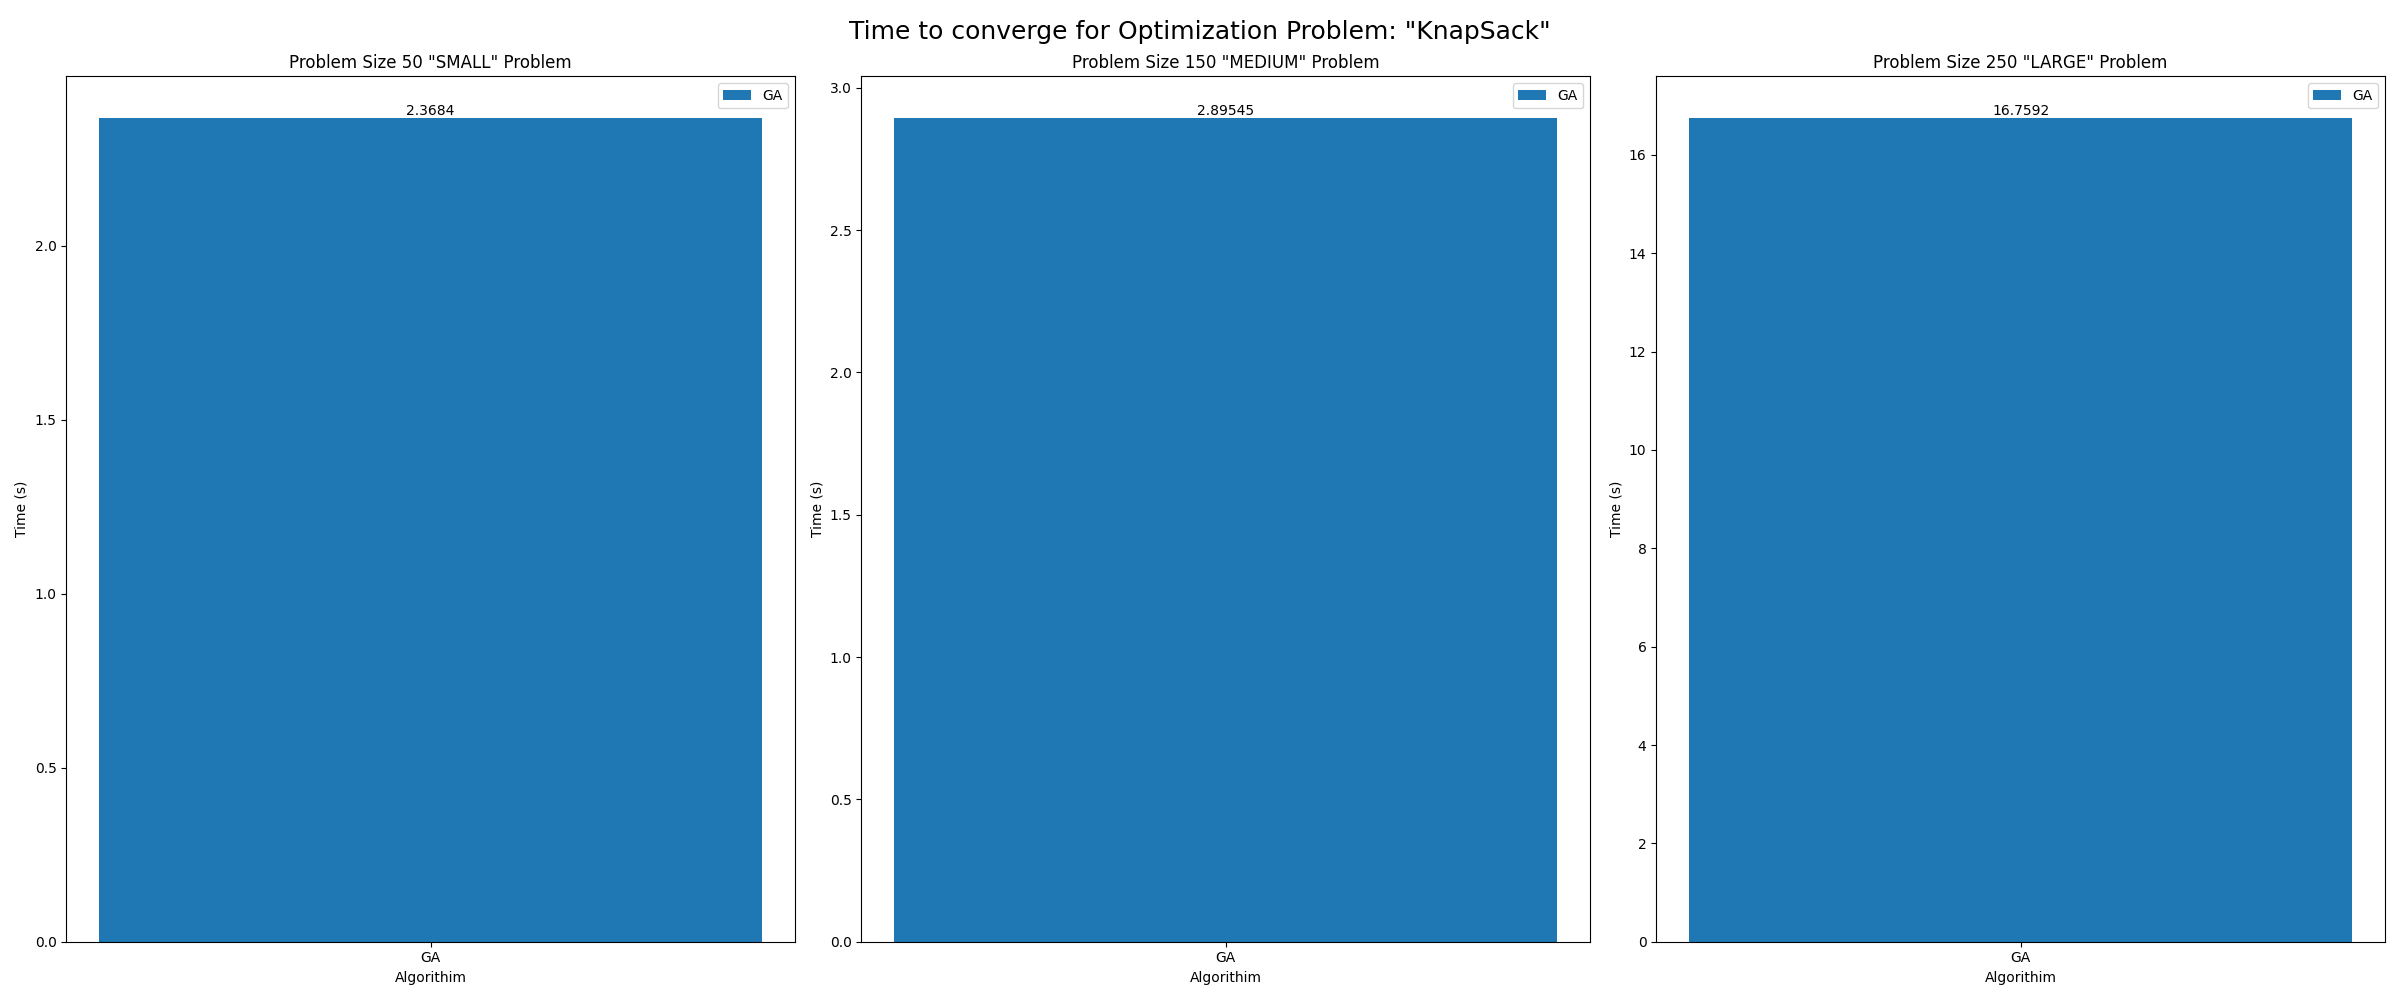 Time to converge for Optimization Problem: "KnapSack"
Problem Size 50 "SMALL" Problem
GA
2.3684
2.0
1.5
1.0
0.5
0.0
Time (s)
GA
Algorithim
Problem Size 150 "MEDIUM" Problem
GA
2.89545
3.0
2.5
2.0
1.5
1.0
0.5
0.0
Time (s)
GA
Algorithim
Problem Size 250 "LARGE" Problem
GA
16.7592
16
14
12
10
8
6
4
2
0
Time (s)
GA
Algorithim